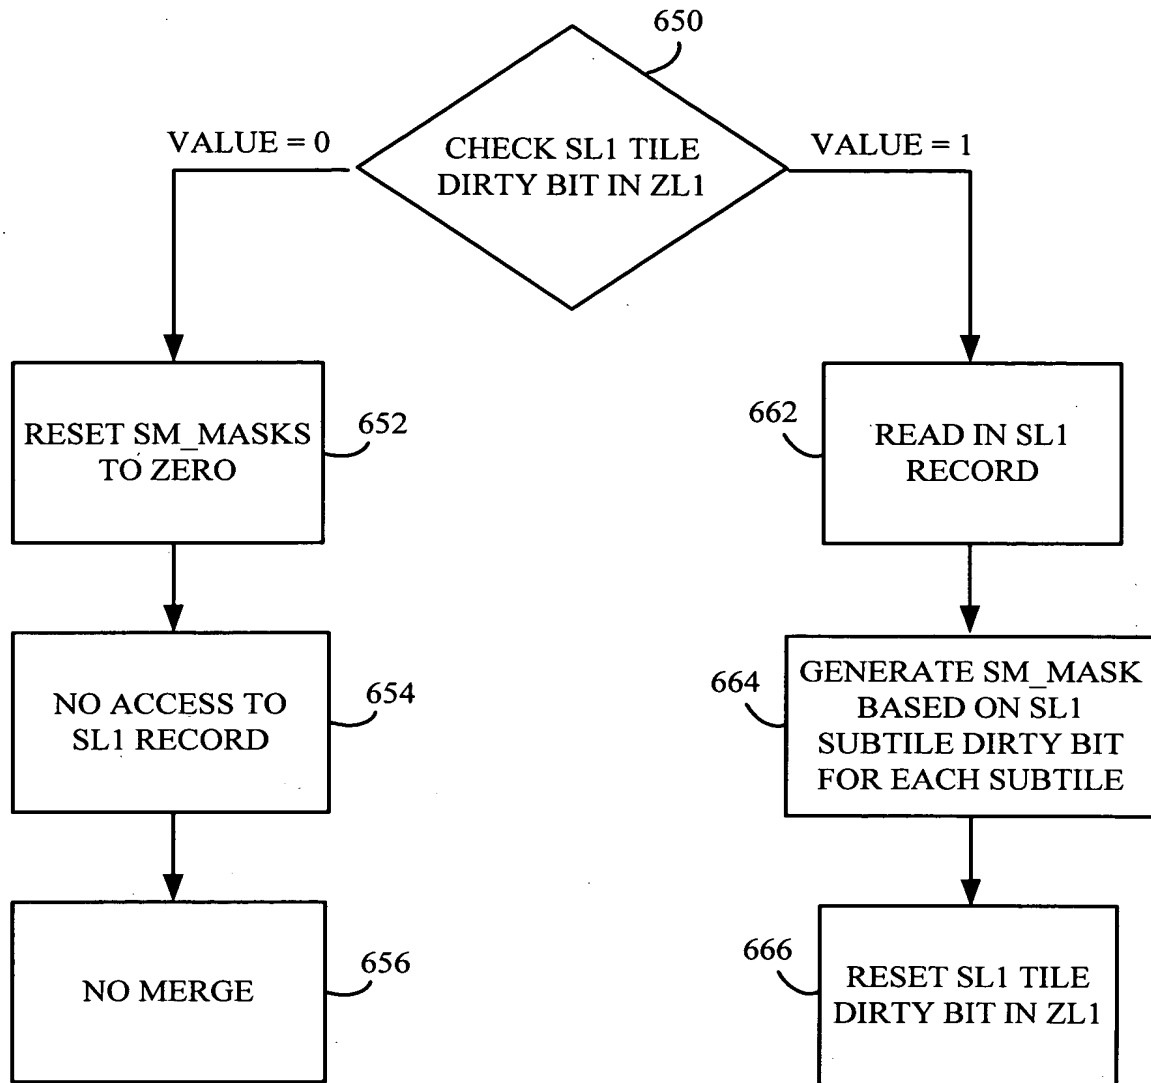 650
VALUE = 0
CHECK SL1 TILE
DIRTY BIT IN ZL1
VALUE = 1
RESET SM_MASKS
TO ZERO
652
NO ACCESS TO
SL1 RECORD
654
NO MERGE
656
662
READ IN SL1
RECORD
664
GENERATE SM_MASK
BASED ON SL1
SUBTILE DIRTY BIT
FOR EACH SUBTILE
666
RESET SL1 TILE
DIRTY BIT IN ZL1